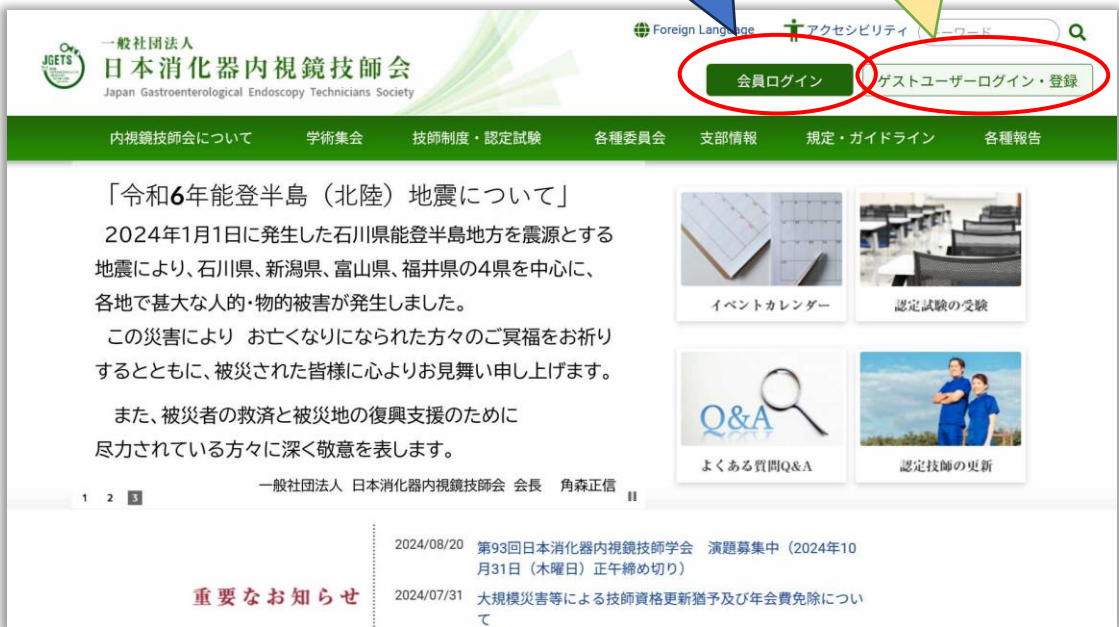 Foreign Language
アクセシビリティ
キーワード
JGETS
一般社団法人
日本消化器内視鏡技師会
Japan Gastroenterological Endoscopy Technicians Society
会員ログイン
ゲストユーザーログイン・登録
内視鏡技師会について
学術集会
技師制度・認定試験
各種委員会
支部情報
規定・ガイドライン
各種報告
「令和6年能登半島（北陸）地震について」
2024年1月1日に発生した石川県能登半島地方を震源とする
地震により、石川県、新潟県、富山県、福井県の4県を中心に、
各地で甚大な人的・物的被害が発生しました。
この災害により　お亡くなりになられた方々のご冥福をお祈り
するとともに、被災された皆様に心よりお見舞い申し上げます。
また、被災者の救済と被災地の復興支援のために
尽力されている方々に深く敬意を表します。
一般社団法人 日本消化器内視鏡技師会 会長　角森正信
1 2 3
イベントカレンダー
認定試験の受験
Q&A
よくある質問Q&A
認定技師の更新
重要なお知らせ
2024/08/20 第93回日本消化器内視鏡技師学会　演題募集中（2024年10
月31日（木曜日）正午締め切り）
2024/07/31 大規模災害等による技師資格更新猶予及び年会費免除につい
て